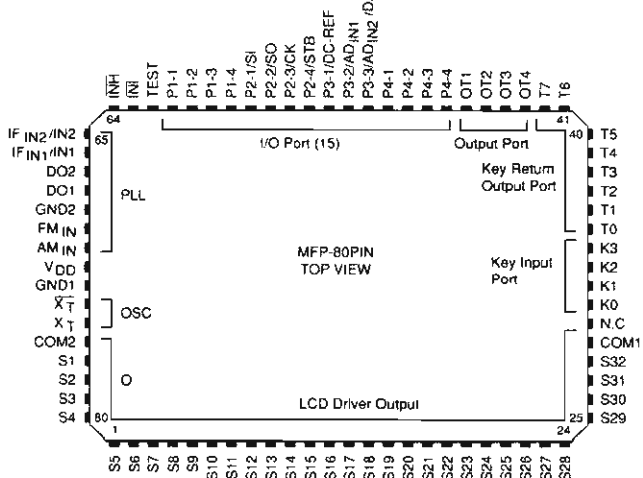 INH
INI
TEST
P1-1
P1-2
P1-3
P1-4
P2-1/SI
P2-2/SO
P2-3/CK
P2-4/STB
P3-1/DC-REF
P3-2/ADIN1
P3-3/ADIN2
P4-1
P4-2
P4-3
P4-4
OT1
OT2
OT3
OT4
T7
T6
64
41
IFIN2/IN2
65
I/O Port (15)
Output Port
40
T5
IFIN1/IN1
T4
DO2
Key Return
Output Port
T3
DO1
PLL
T2
GND2
T1
FMIN
T0
AMIN
MFP-80PIN
TOP VIEW
K3
VDD
Key Input
Port
K2
GND1
K1
XT
OSC
K0
XT
N.C
COM2
COM1
S1
S32
S2
O
S31
S3
LCD Driver Output
S30
S4
80
25
S29
1
24
S5
S6
S7
S8
S9
S10
S11
S12
S13
S14
S15
S16
S17
S18
S19
S20
S21
S22
S23
S24
S25
S26
S27
S28